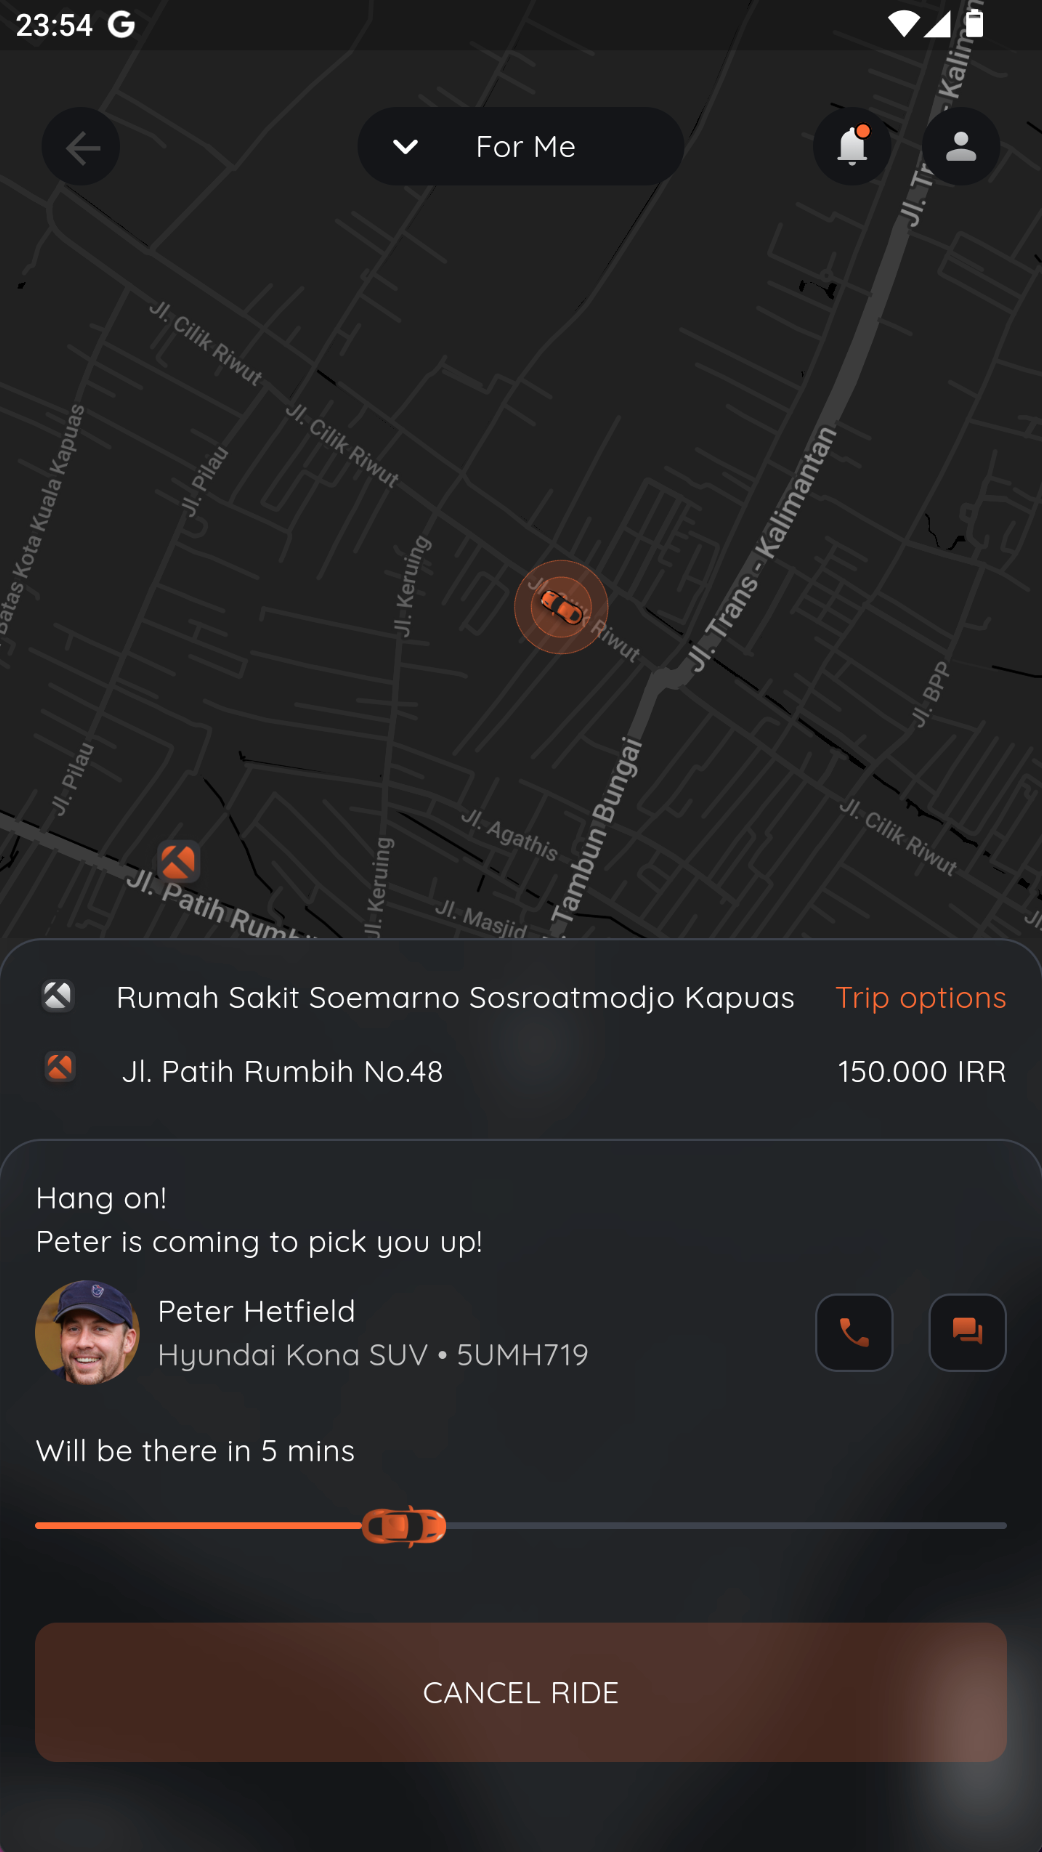 23:54
For Me
Kalimantan
Jl. Tr
Jl. Cilik Riwut
Jl. Cilik Riwut
Batas Kota Kuala Kapuas
Jl. Pilau
Jl. Trans - Kalimantan
Jl. Keruing
Jl. Cilik Riwut
Jl. BPP
Jl. Pilau
Tambun Bungai
Jl. Agathis
Jl. Cilik Riwut
Jl. Keruing
Jl. Patih Rumbih
Jl. Masjid
Rumah Sakit Soemarno Sosroatmodjo Kapuas Trip options
Jl. Patih Rumbih No.48 150.000 IRR
Hang on!
Peter is coming to pick you up!
Peter Hetfield
Hyundai Kona SUV • 5UMH719
Will be there in 5 mins
CANCEL RIDE